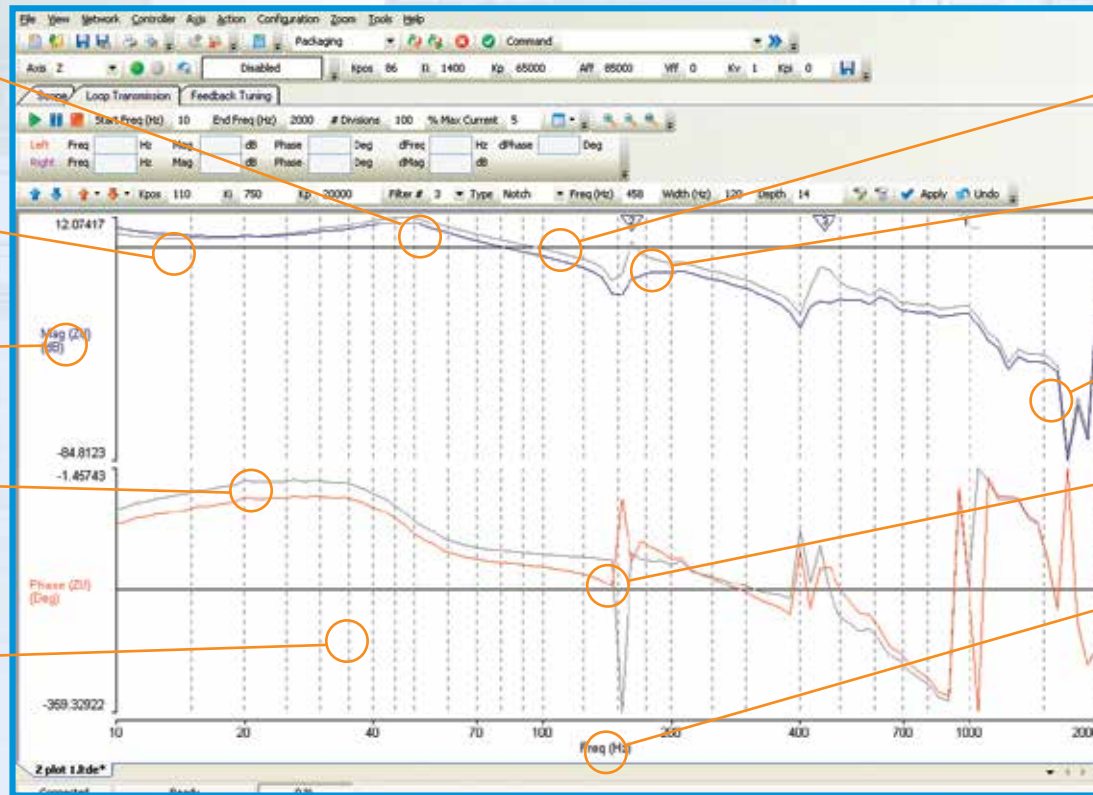 File View Network Controller Axis Action Configuration Zoom Tools Help
Packaging Command
Axis Z Disabled Kpos 86 Ki 1400 Kp 65000 Aff 85000 Vff 0 Kv 1 Kpi 0
Scope Loop Transmission Feedback Tuning
Start Freq (Hz) 10 End Freq (Hz) 2000 # Divisions 100 % Max Current 5
Left Freq Hz Mag dB Phase Deg dFreq Hz dPhase Deg
Right Freq Hz Mag dB Phase Deg dMag dB
Kpos 110 Ki 750 Kp 20000 Filter # 3 Type Notch Freq (Hz) 458 Width (Hz) 120 Depth 14 Apply Undo
12.07417
Mag (Z/I)
(dB)
-84.8123
-1.45743
Phase (Z/I)
(Deg)
-359.32922
10 20 40 70 100 200 400 700 1000 2000
Freq (Hz)
Z plot 1.ftde*
Connected Ready 0 %